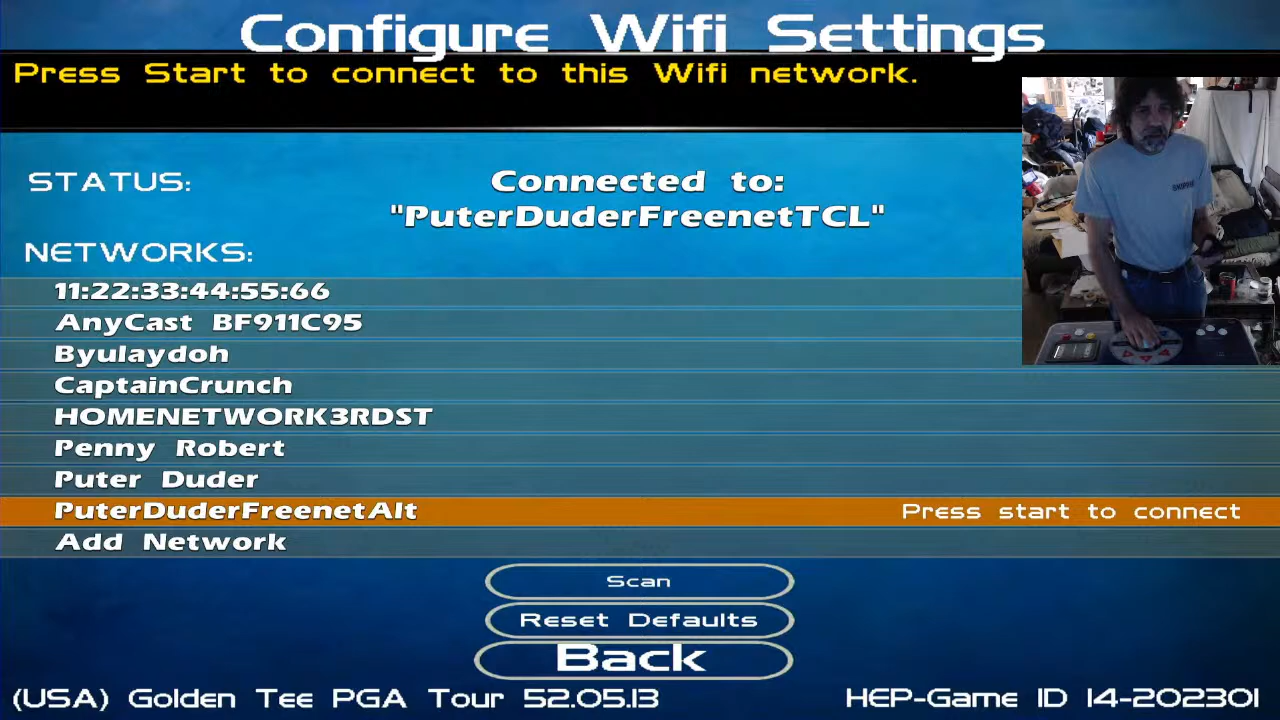 Configure Wifi Settings
Press Start to connect to this Wifi network.
STATUS:
Connected to:
"PuterDuderFreenetTCL"
NETWORKS:
11:22:33:44:55:66
AnyCast BF911C95
Byulaydoh
CaptainCrunch
HOMENETWORK3RDST
Penny Robert
Puter Duder
PuterDuderFreenetAlt
Press start to connect
Add Network
Scan
Reset Defaults
Back
(USA) Golden Tee PGA Tour 52.05.13
HEP-Game ID 14-202301